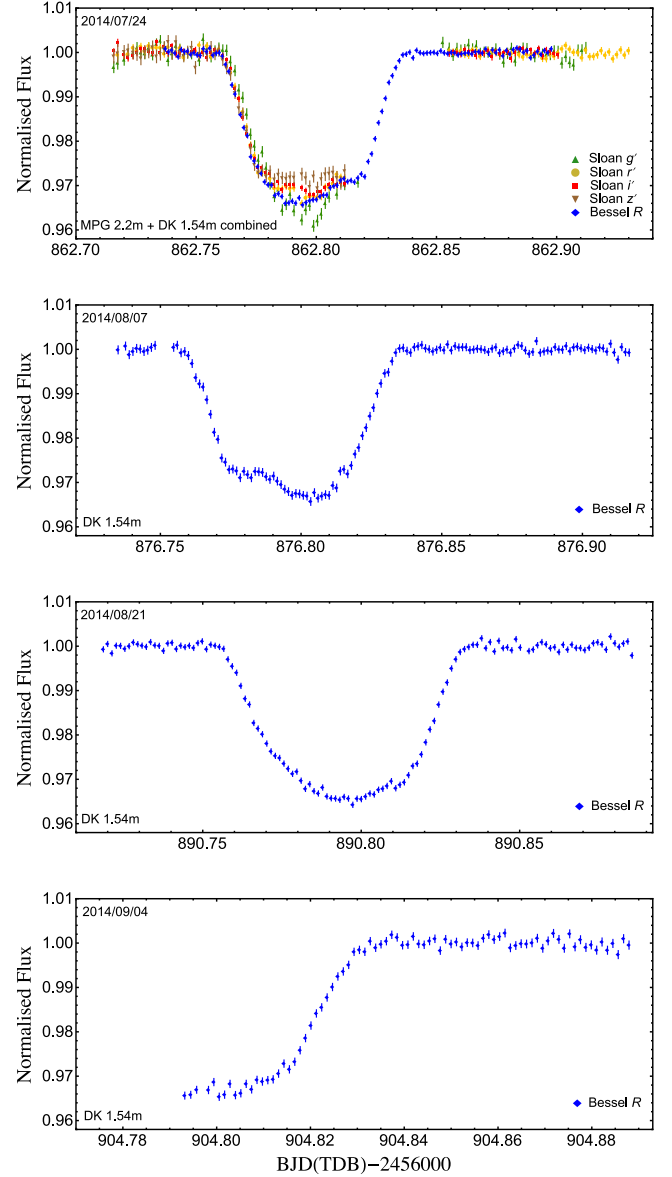 2014/07/24
1.00
0.99
0.98
0.97
0.96
Normalised Flux
Sloan g′
Sloan r′
Sloan i′
Sloan z′
Bessel R
MPG 2.2m + DK 1.54m combined
862.70 862.75 862.80 862.85 862.90
1.01
1.00
0.99
0.98
0.97
0.96
Normalised Flux
2014/08/07
Bessel R
DK 1.54m
876.75 876.80 876.85 876.90
1.01
1.00
0.99
0.98
0.97
0.96
Normalised Flux
2014/08/21
Bessel R
DK 1.54m
890.75 890.80 890.85
1.01
1.00
0.99
0.98
0.97
0.96
Normalised Flux
2014/09/04
Bessel R
DK 1.54m
904.78 904.80 904.82 904.84 904.86 904.88
BJD(TDB)−2456000